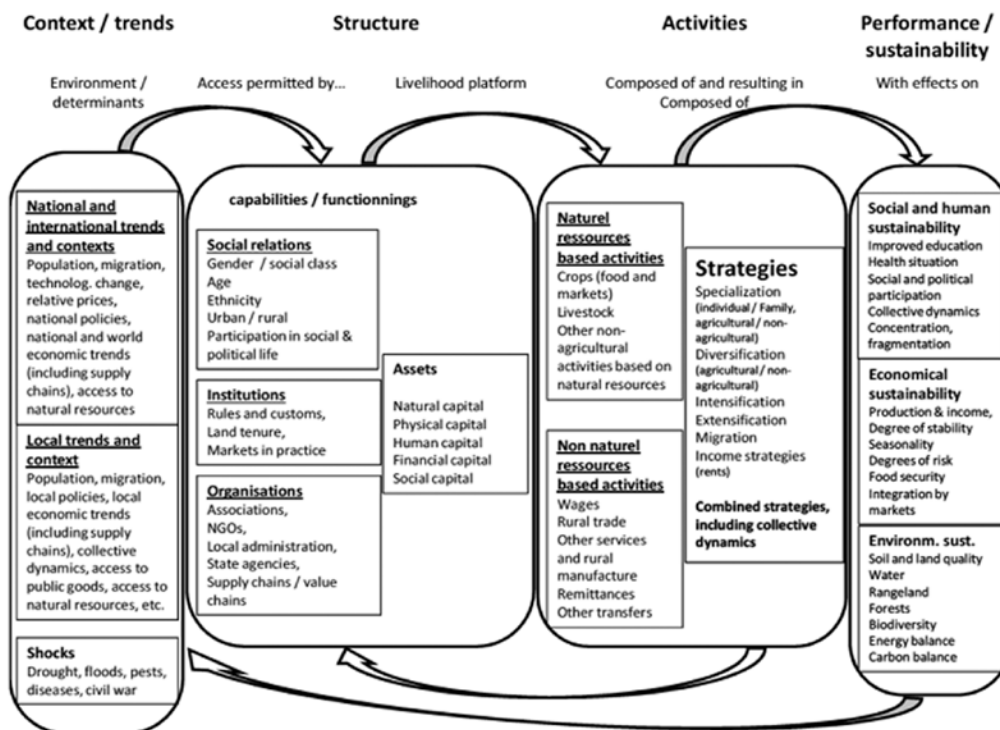 Context / trends
Structure
Activities
Performance /
sustainability
Environment /
determinants
Access permitted by...
Livelihood platform
Composed of and resulting in
Composed of
With effects on
National and
international trends
and contexts
Population, migration,
technolog. change,
relative prices,
national policies,
national and world
economic trends
(including supply
chains), access to
natural resources
Local trends and
context
Population, migration,
local policies, local
economic trends
(including supply
chains), collective
dynamics, access to
public goods, access to
natural resources, etc.
Shocks
Drought, floods, pests,
diseases, civil war
capabilities / functionnings
Social relations
Gender / social class
Age
Ethnicity
Urban / rural
Participation in social &
political life
Institutions
Rules and customs,
Land tenure,
Markets in practice
Organisations
Associations,
NGOs,
Local administration,
State agencies,
Supply chains / value
chains
Assets
Natural capital
Physical capital
Human capital
Financial capital
Social capital
Naturel
ressources
based activities
Crops (food and
markets)
Livestock
Other non-
agricultural
activities based on
natural resources
Non naturel
ressources
based activities
Wages
Rural trade
Other services
and rural
manufacture
Remittances
Other transfers
Strategies
Specialization
(individual / Family,
agricultural / non-
agricultural)
Diversification
(agricultural / non-
agricultural)
Intensification
Extensification
Migration
Income strategies
(rents)
Combined strategies,
including collective
dynamics
Social and human
sustainability
Improved education
Health situation
Social and political
participation
Collective dynamics
Concentration,
fragmentation
Economical
sustainability
Production & income,
Degree of stability
Seasonality
Degrees of risk
Food security
Integration by
markets
Environm. sust.
Soil and land quality
Water
Rangeland
Forests
Biodiversity
Energy balance
Carbon balance